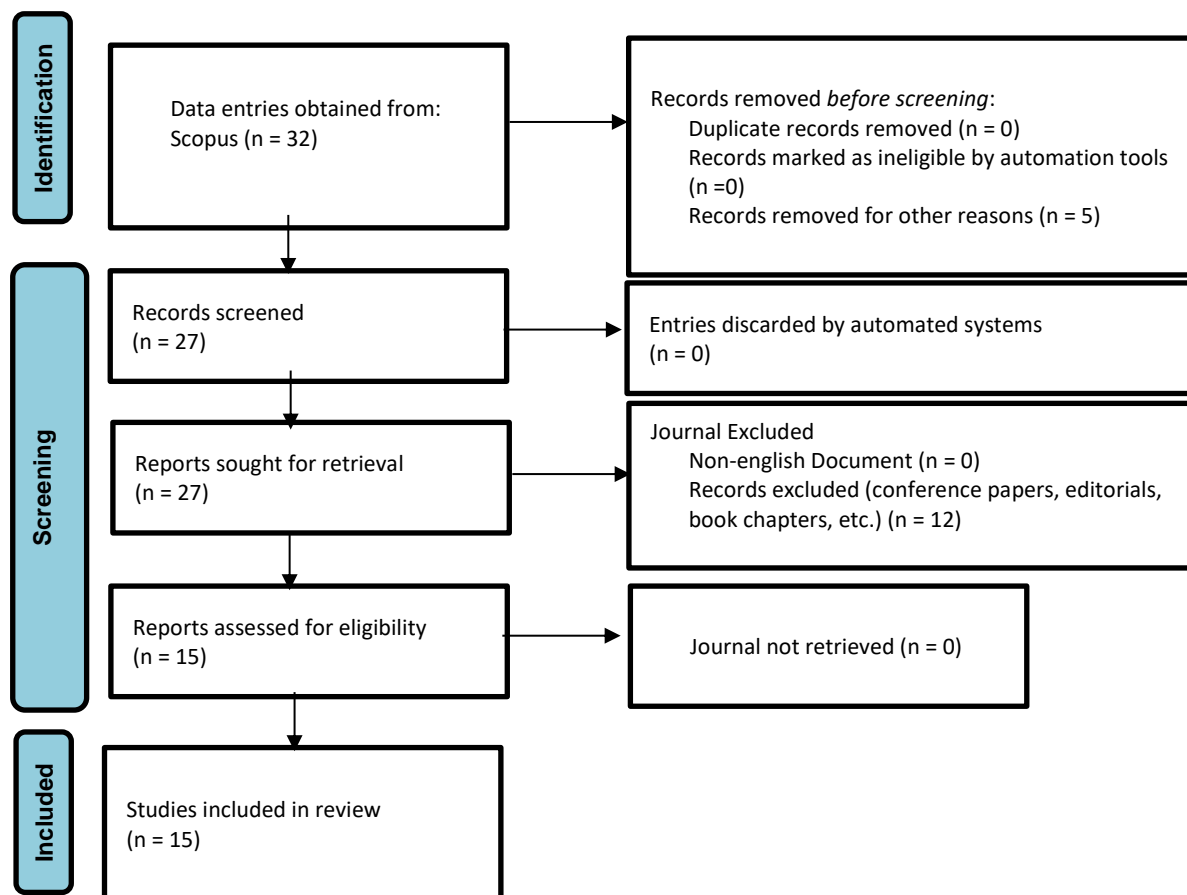 Identification
Data entries obtained from:
Scopus (n = 32)
Records removed before screening:
Duplicate records removed (n = 0)
Records marked as ineligible by automation tools
(n =0)
Records removed for other reasons (n = 5)
Screening
Records screened
(n = 27)
Entries discarded by automated systems
(n = 0)
Reports sought for retrieval
(n = 27)
Journal Excluded
Non-english Document (n = 0)
Records excluded (conference papers, editorials,
book chapters, etc.) (n = 12)
Reports assessed for eligibility
(n = 15)
Journal not retrieved (n = 0)
Included
Studies included in review
(n = 15)